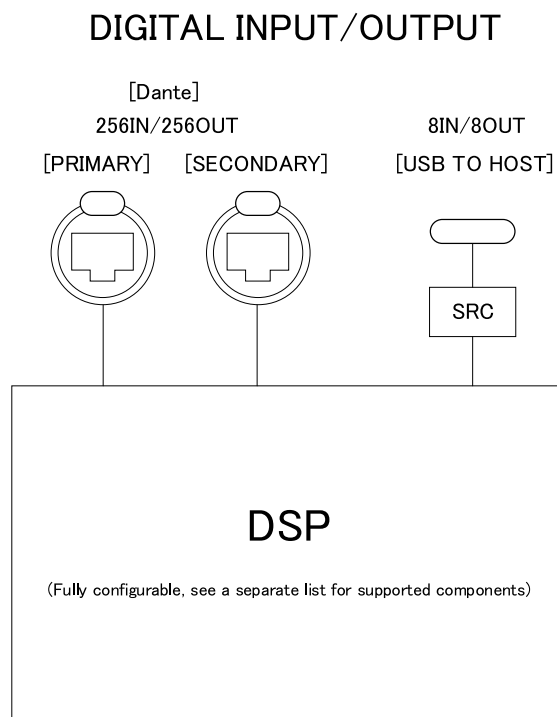 DIGITAL INPUT/OUTPUT
[Dante]
256IN/256OUT
8IN/8OUT
[PRIMARY]
[SECONDARY]
[USB TO HOST]
SRC
DSP
(Fully configurable, see a separate list for supported components)